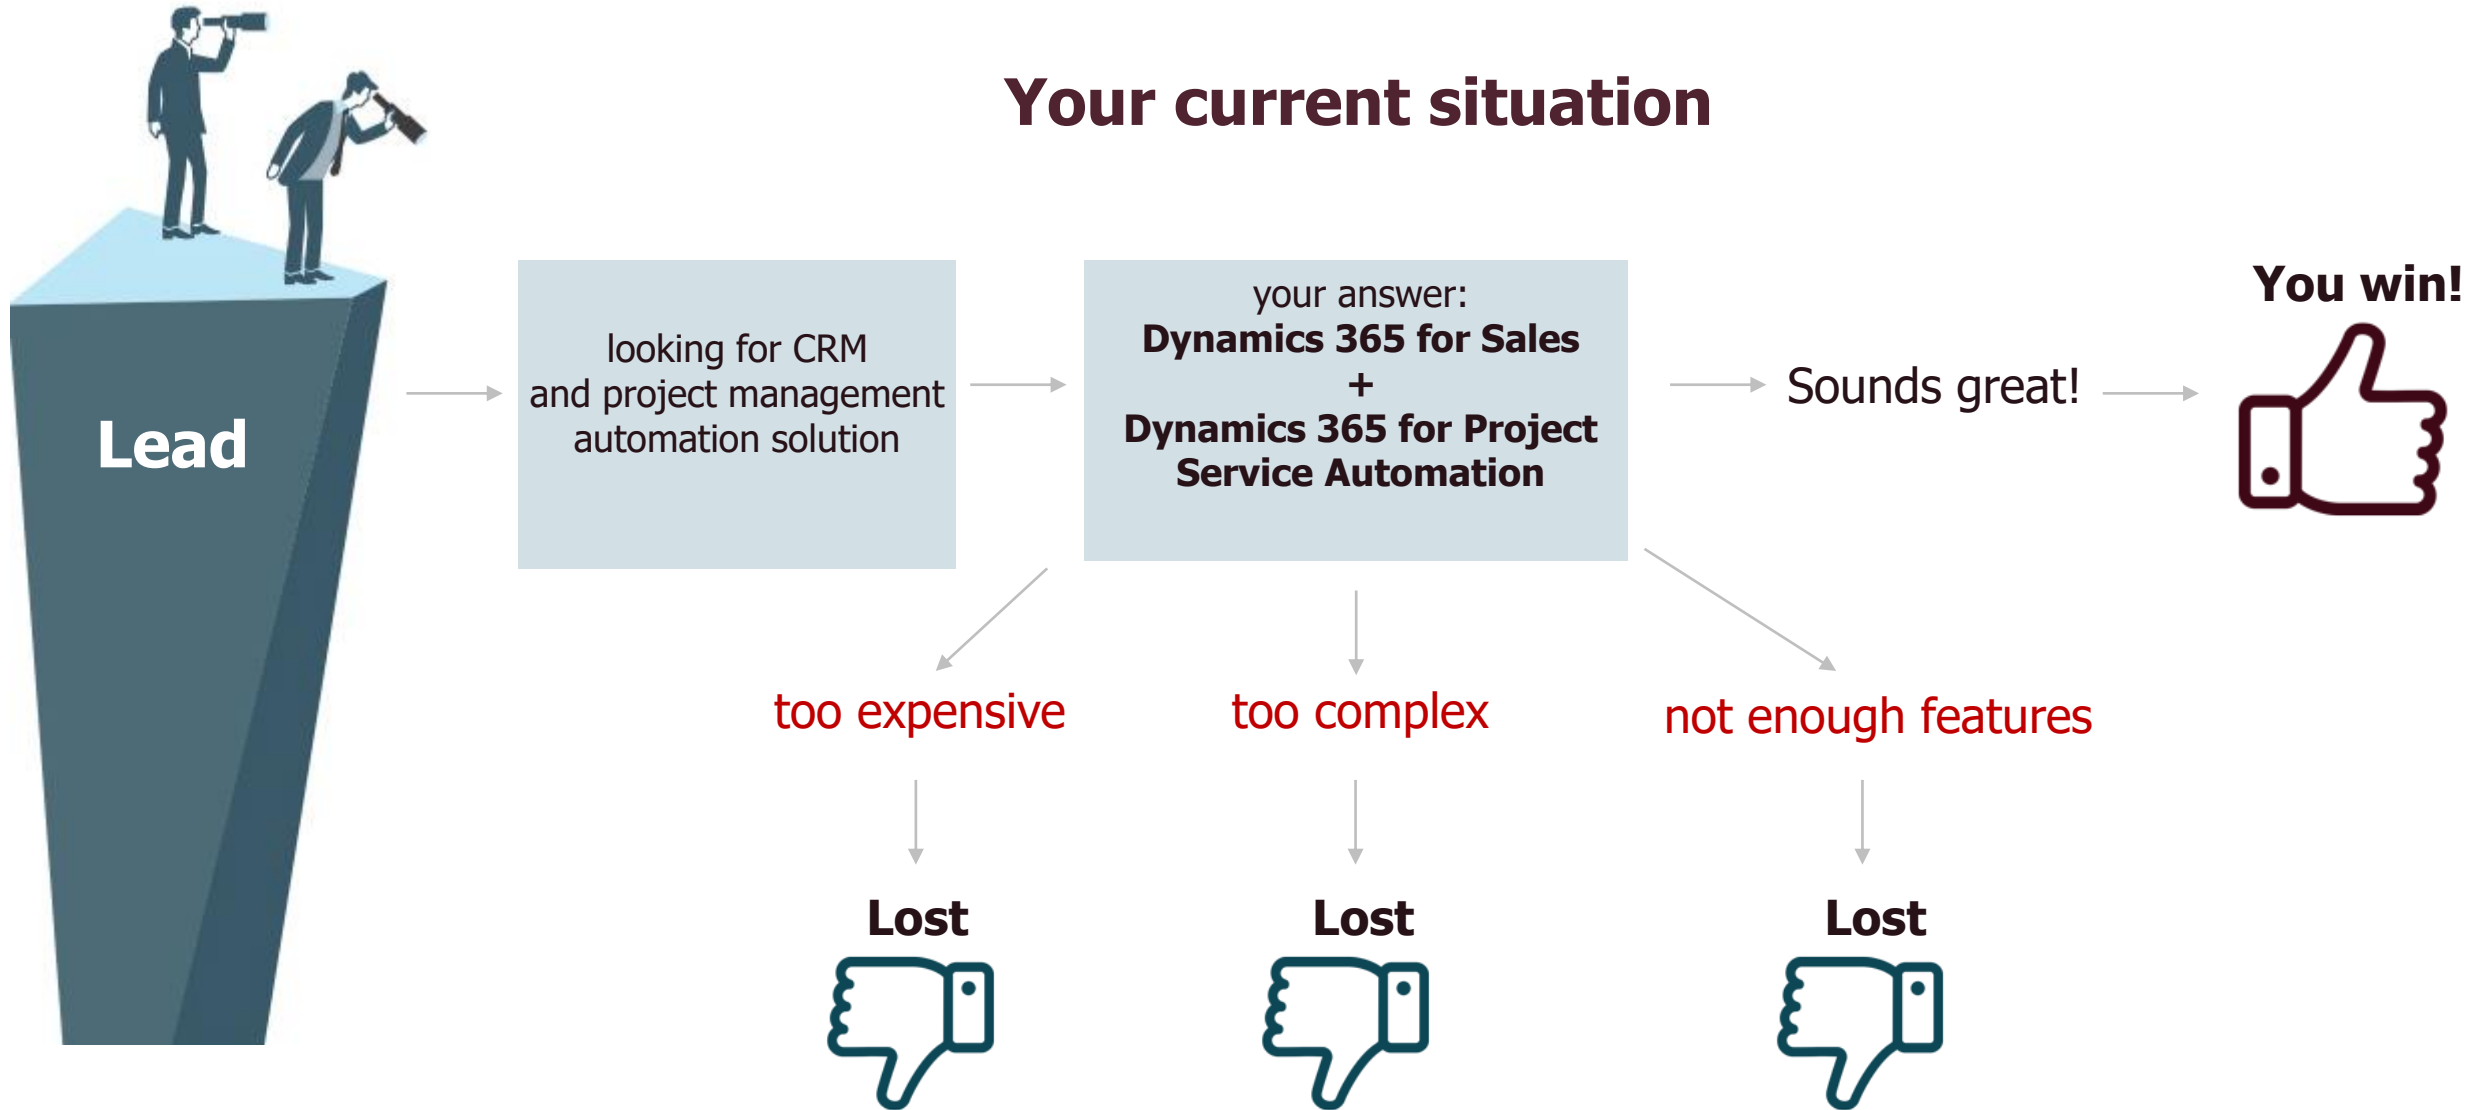 Your current situation
Lead
looking for CRM
and project management
automation solution
your answer:
Dynamics 365 for Sales
+
Dynamics 365 for Project
Service Automation
Sounds great!
You win!
too expensive
too complex
not enough features
Lost
Lost
Lost